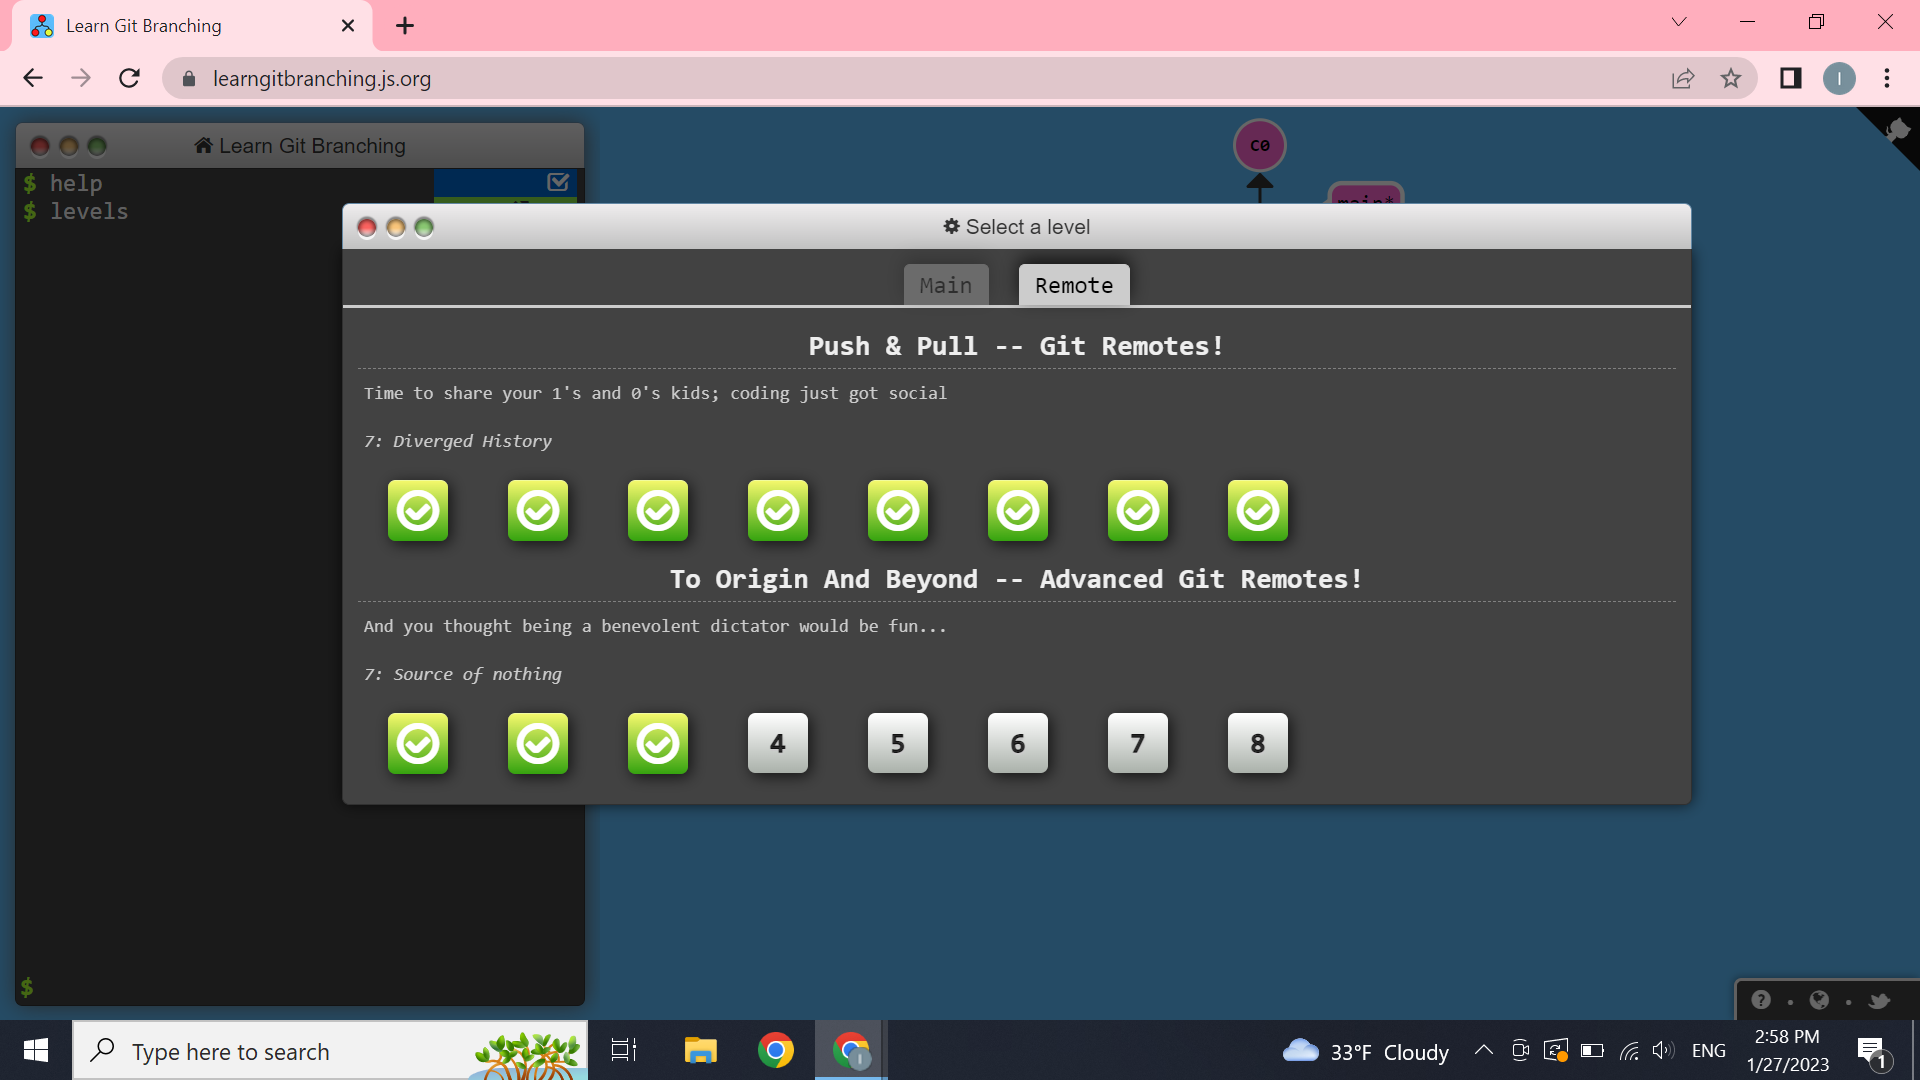 Learn Git Branching
learngitbranching.js.org
I
Learn Git Branching
$ help
$ levels
$
C0
main*
Select a level
Main
Remote
Push & Pull -- Git Remotes!
Time to share your 1's and 0's kids; coding just got social
7: Diverged History
To Origin And Beyond -- Advanced Git Remotes!
And you thought being a benevolent dictator would be fun...
7: Source of nothing
4 5 6 7 8
Type here to search
33°F Cloudy
ENG
2:58 PM
1/27/2023
1